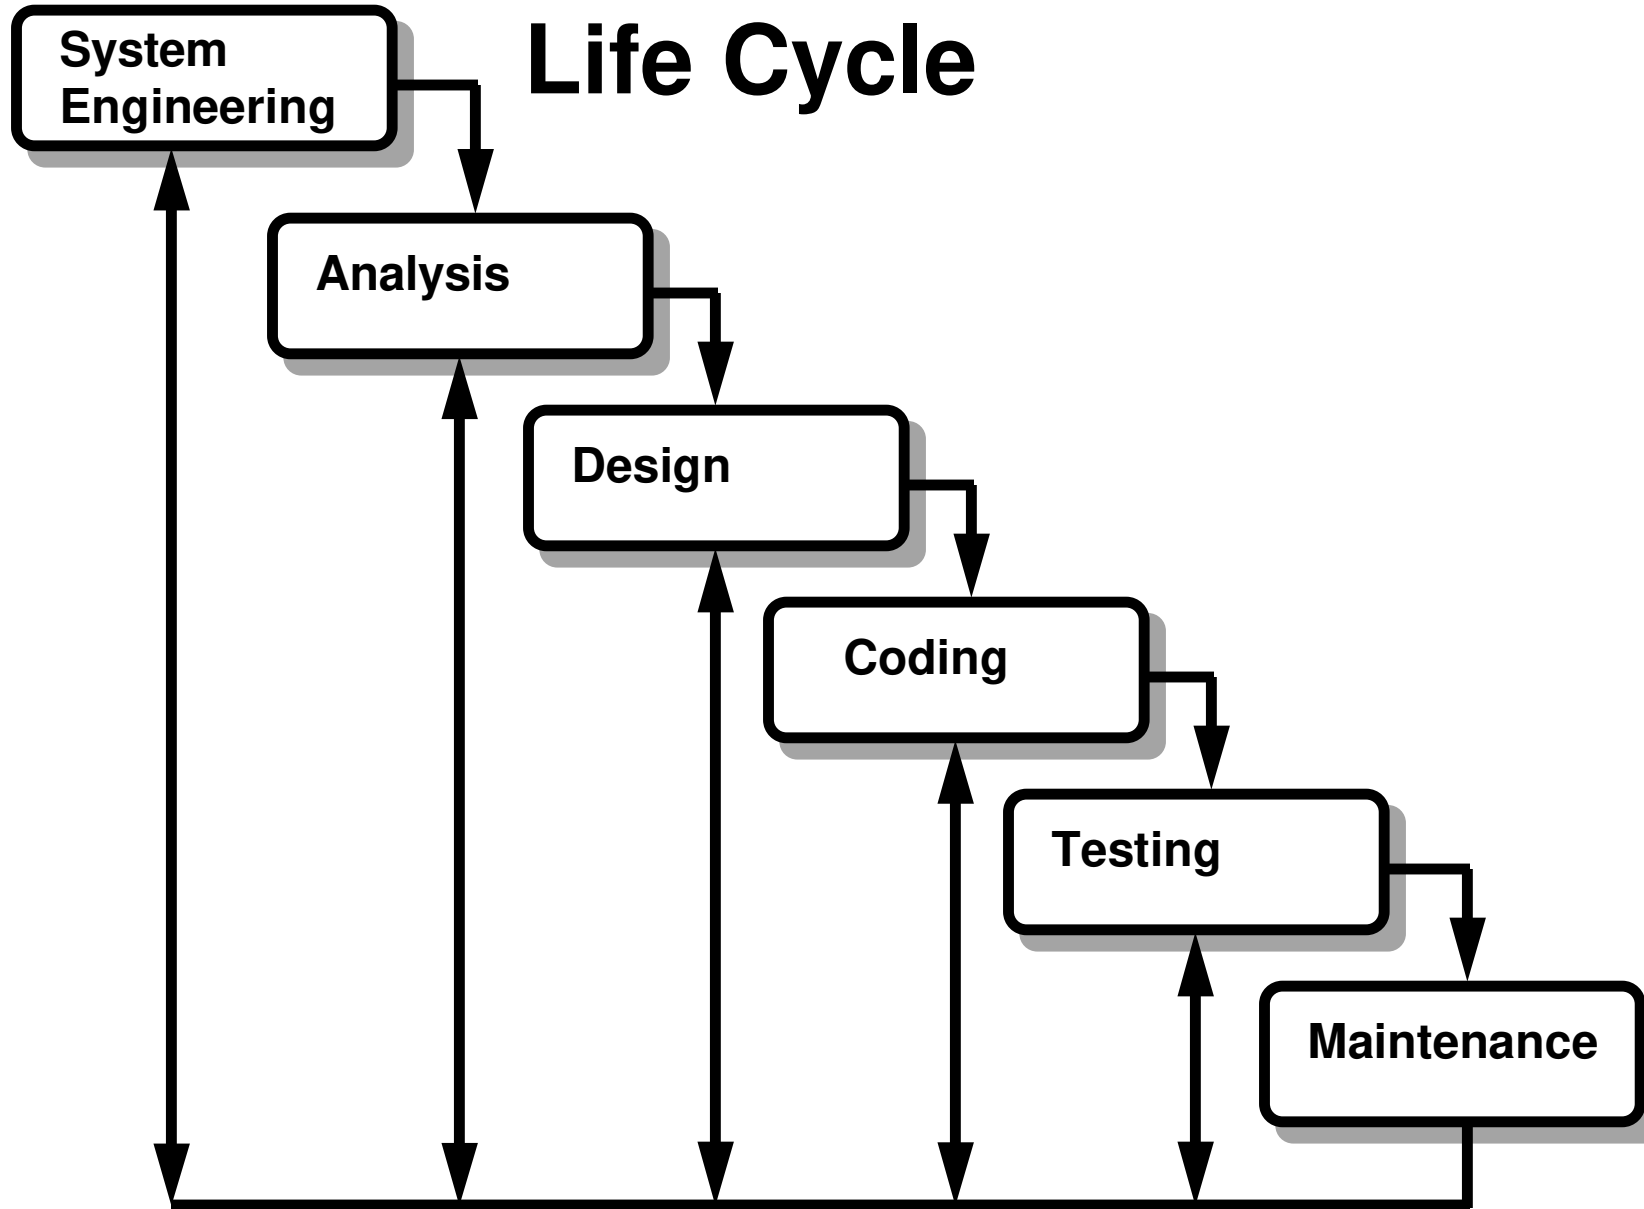 Life Cycle
System
Engineering
Analysis
Design
Coding
Testing
Maintenance